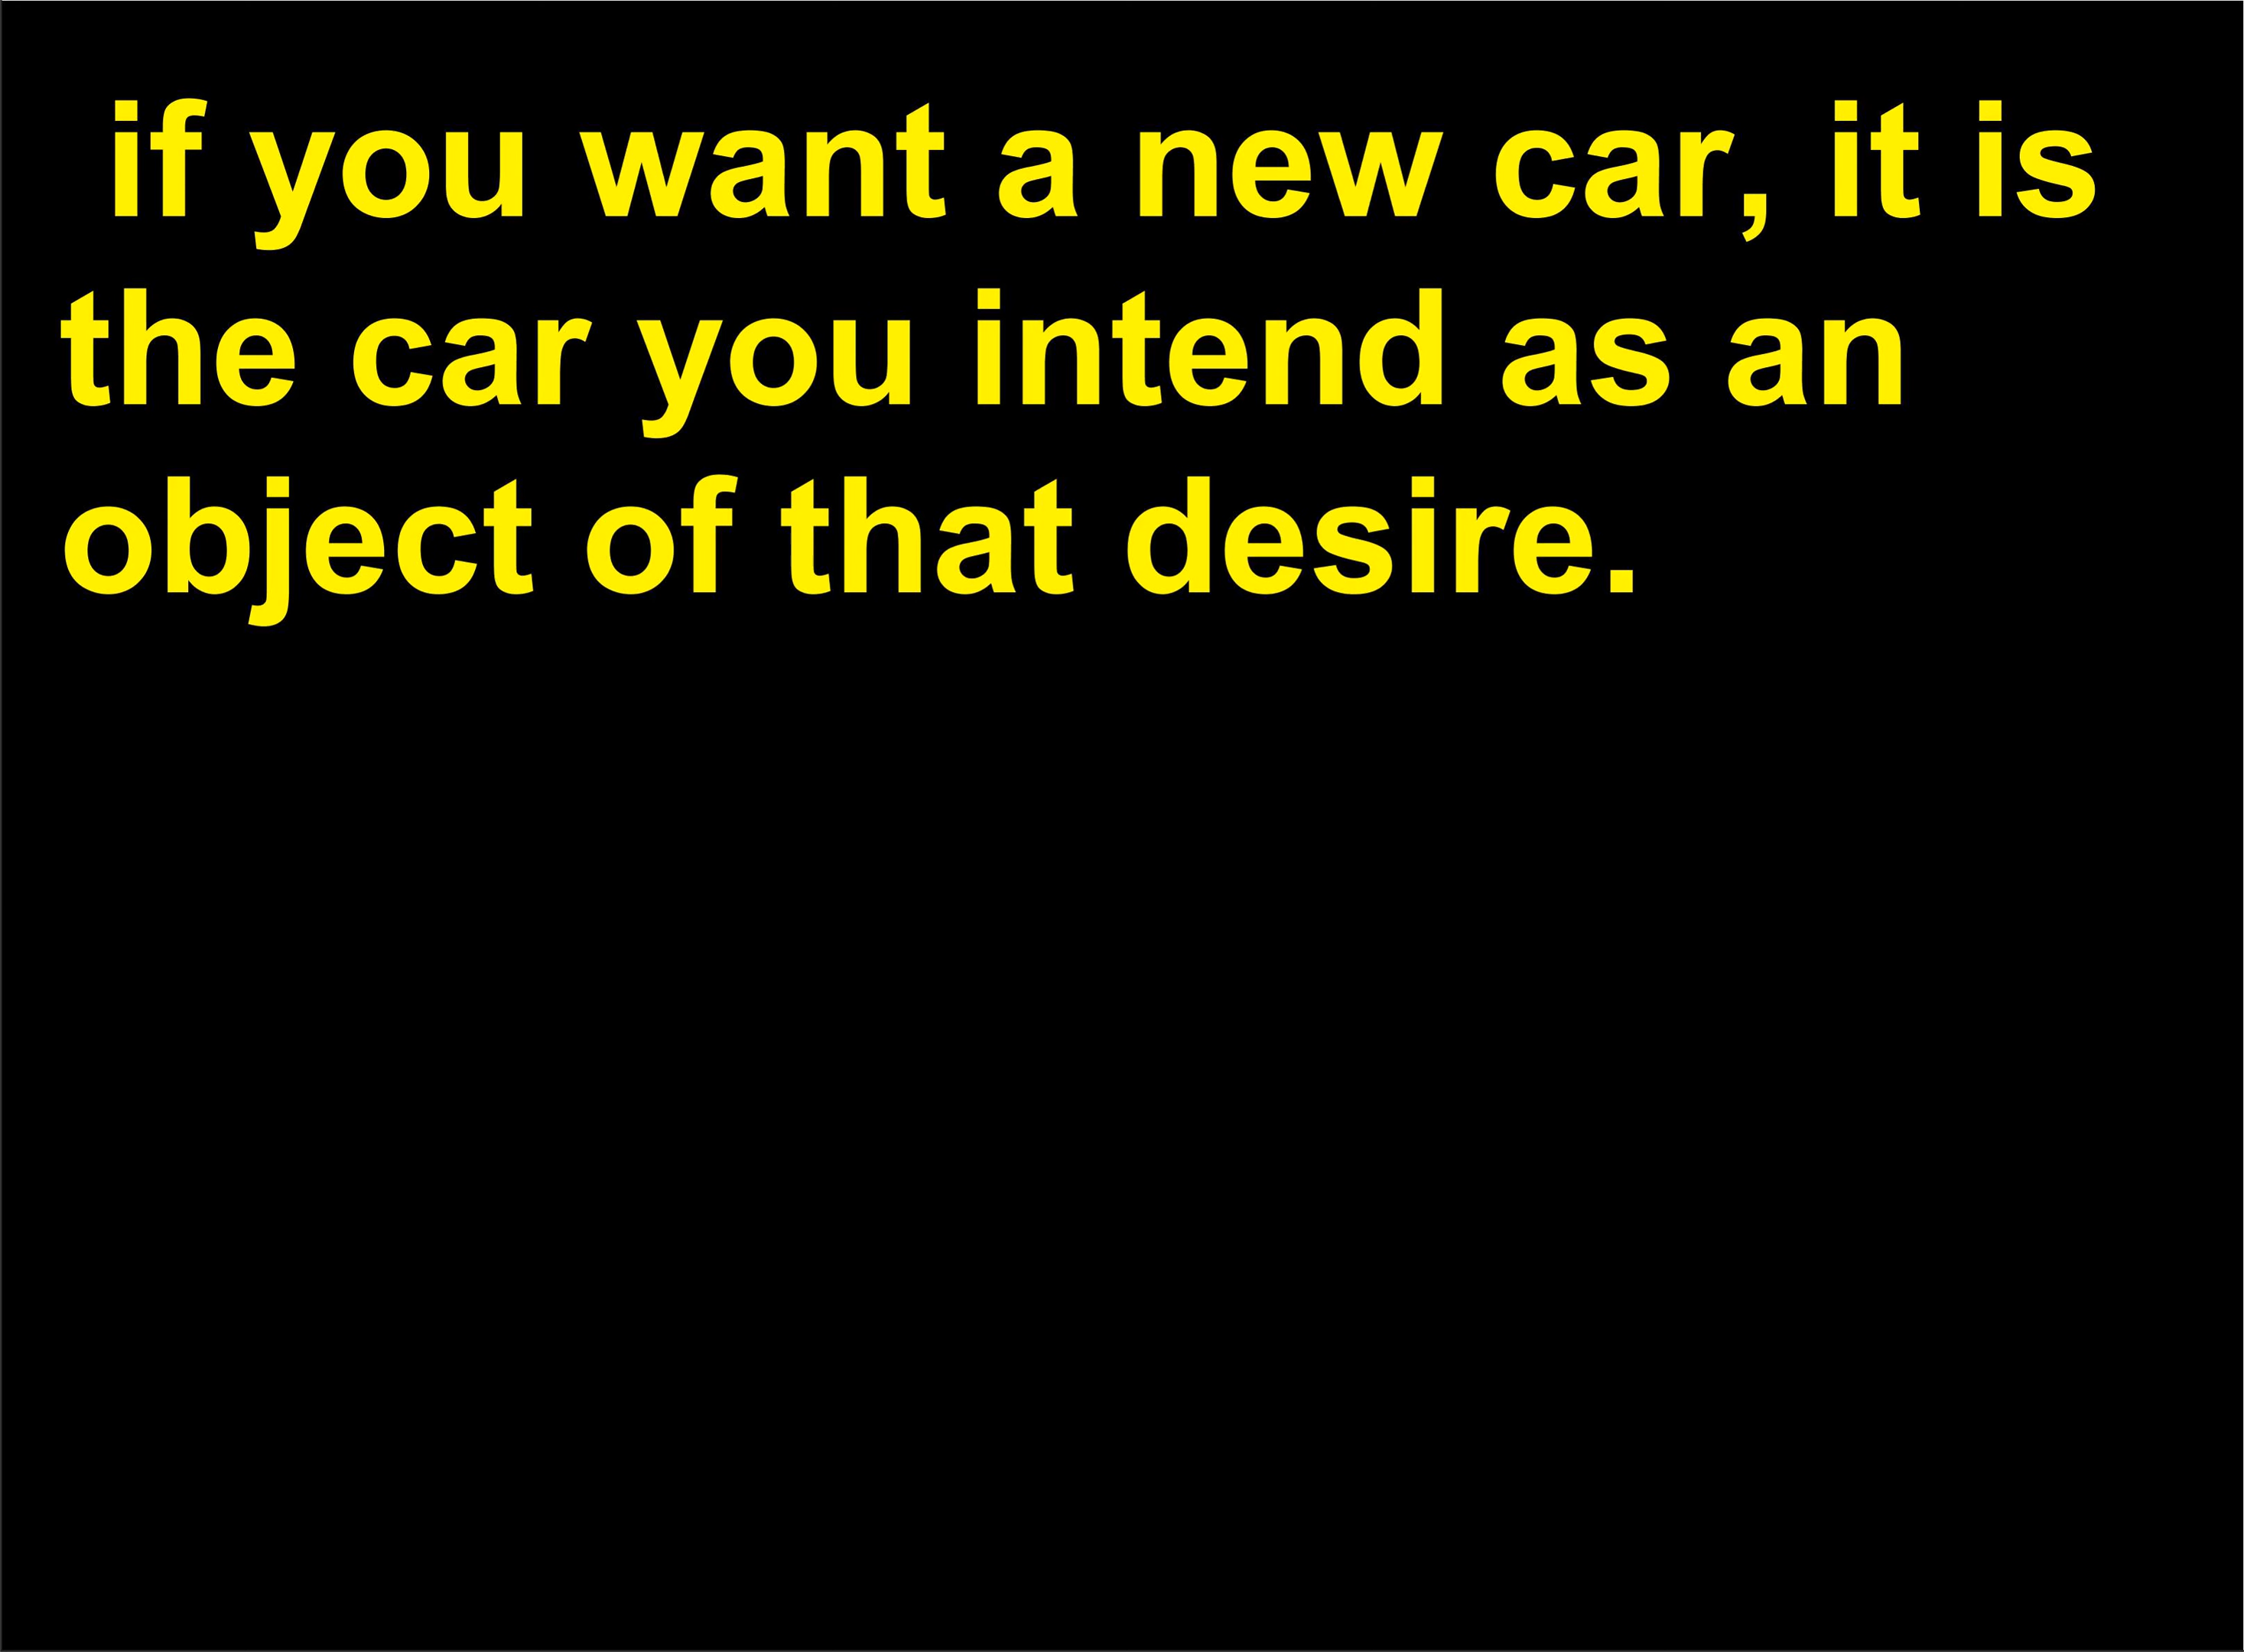 if you want a new car, it is
the car you intend as an
object of that desire.